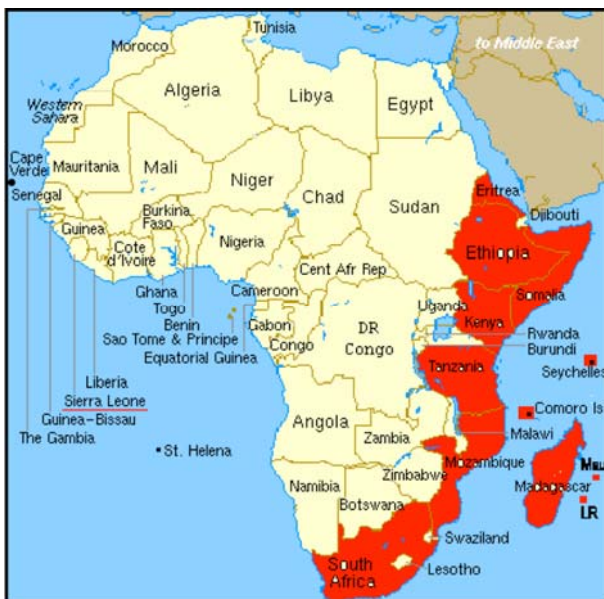 Tunisia
Morocco
to Middle East
Algeria
Libya
Egypt
Western
Sahara
Cape
Verde
Mauritania
Mali
Niger
Chad
Sudan
Eritrea
Senegal
Djibouti
Burkina
Faso
Guinea
Nigeria
Cote
d'Ivoire
Ethiopia
Cent Afr Rep
Ghana
Togo
Benin
Sao Tome & Principe
Equatorial Guinea
Cameroon
Gabon
Congo
DR
Congo
Uganda
Kenya
Somalia
Rwanda
Burundi
Tanzania
Seychelles
Liberia
Sierra Leone
Guinea-Bissau
The Gambia
Comoro Is
Angola
Zambia
Malawi
St. Helena
Mozambique
Zimbabwe
Madagascar
Mau
I.R
Namibia
Botswana
Swaziland
South
Africa
Lesotho